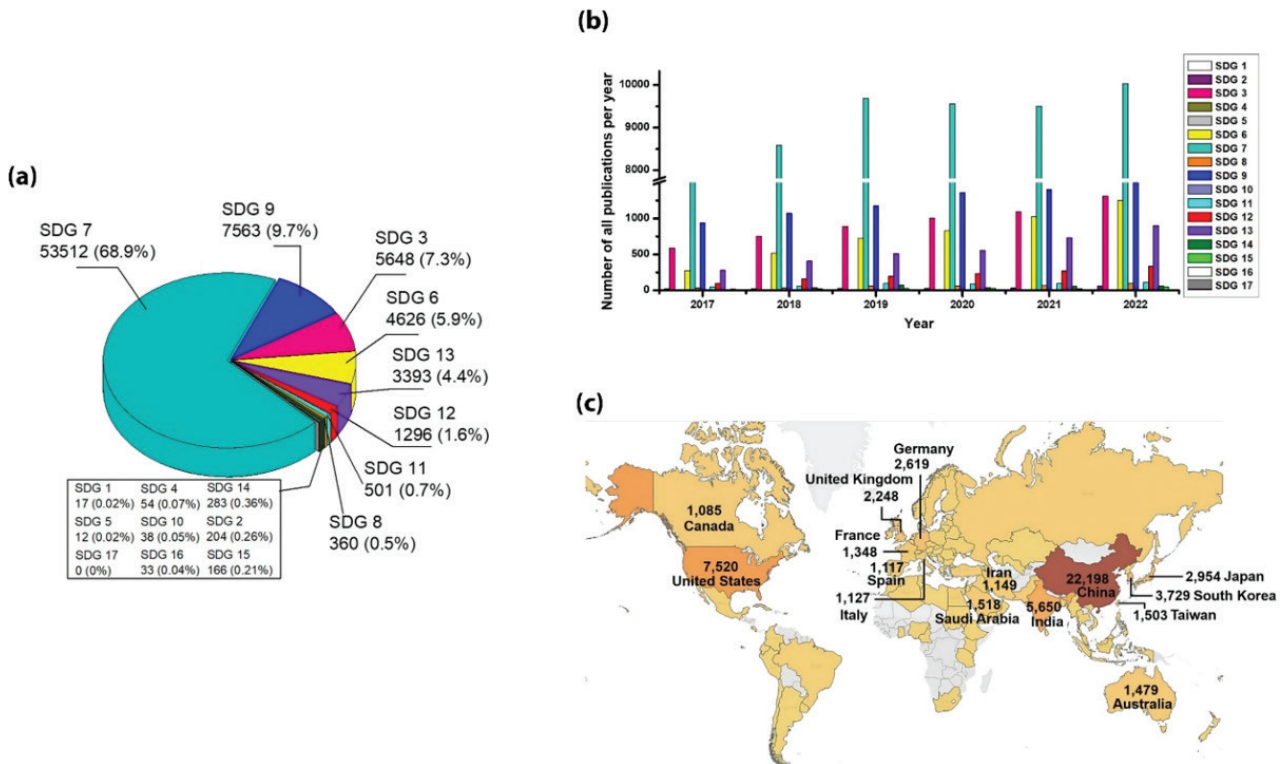 (a)
SDG 7
53512 (68.9%)
SDG 9
7563 (9.7%)
SDG 3
5648 (7.3%)
SDG 6
4626 (5.9%)
SDG 13
3393 (4.4%)
SDG 12
1296 (1.6%)
SDG 11
501 (0.7%)
SDG 8
360 (0.5%)
SDG 1 SDG 4 SDG 14
17 (0.02%) 54 (0.07%) 283 (0.36%)
SDG 5 SDG 10 SDG 2
12 (0.02%) 38 (0.05%) 204 (0.26%)
SDG 17 SDG 16 SDG 15
0 (0%) 33 (0.04%) 166 (0.21%)
(b)
Number of all publications per year
10000
9000
8000
1000
500
0
2017 2018 2019 2020 2021 2022
Year
SDG 1
SDG 2
SDG 3
SDG 4
SDG 5
SDG 6
SDG 7
SDG 8
SDG 9
SDG 10
SDG 11
SDG 12
SDG 13
SDG 14
SDG 15
SDG 16
SDG 17
(c)
Germany
2,619
United Kingdom
2,248
1,085
Canada
France
1,348
7,520
United States
1,117
Spain
Iran
1,149
22,198
China
2,954 Japan
3,729 South Korea
1,127
Italy
1,518
Saudi Arabia
5,650
India
1,503 Taiwan
1,479
Australia